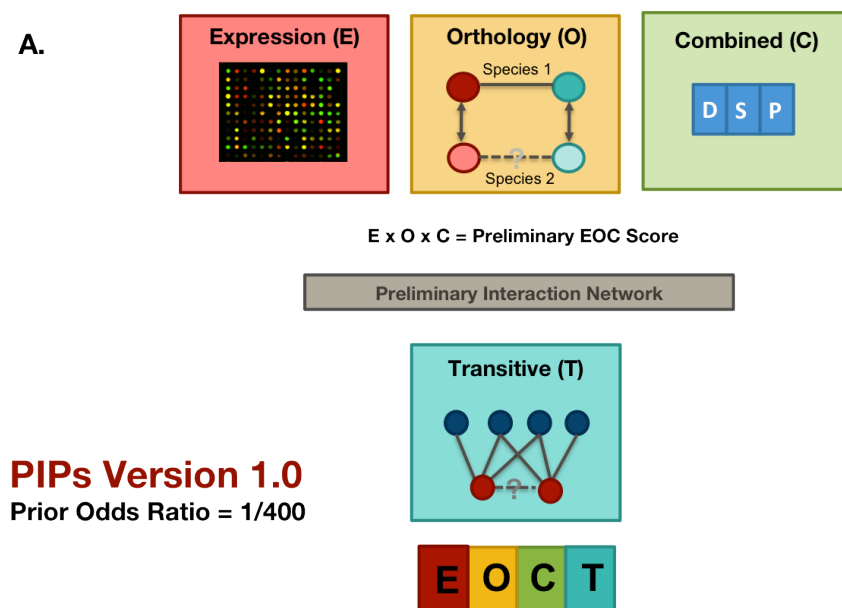 A.
Expression (E)
Orthology (O)
Combined (C)
Species 1
D S P
?
Species 2
E x O x C = Preliminary EOC Score
Preliminary Interaction Network
Transitive (T)
?
PIPs Version 1.0
Prior Odds Ratio = 1/400
E O C T